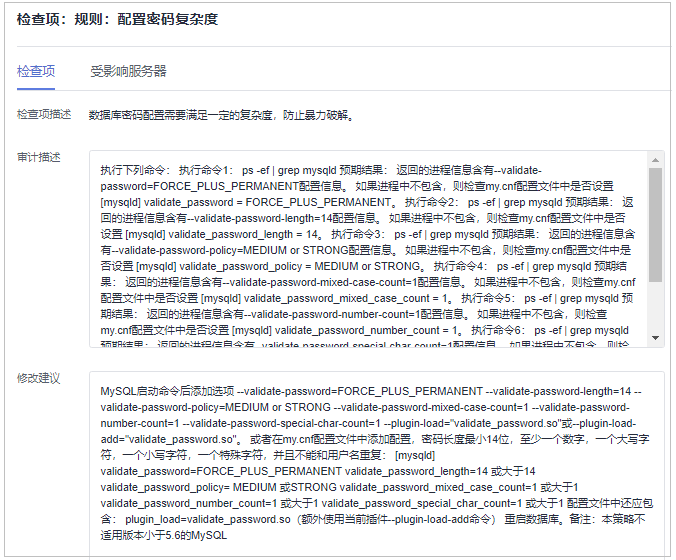 检查项：规则：配置密码复杂度
检查项 受影响服务器
检查项描述 数据库密码配置需要满足一定的复杂度，防止暴力破解。
审计描述
执行下列命令： 执行命令1： ps -ef | grep mysqld 预期结果： 返回的进程信息含有--validate-
password=FORCE_PLUS_PERMANENT配置信息。 如果进程中不包含，则检查my.cnf配置文件中是否设置
[mysqld] validate_password = FORCE_PLUS_PERMANENT。 执行命令2： ps -ef | grep mysqld 预期结果： 返
回的进程信息含有--validate-password-length=14配置信息。 如果进程中不包含，则检查my.cnf配置文件中是否
设置 [mysqld] validate_password_length = 14。 执行命令3： ps -ef | grep mysqld 预期结果： 返回的进程信息含
有--validate-password-policy=MEDIUM or STRONG配置信息。 如果进程中不包含，则检查my.cnf配置文件中是
否设置 [mysqld] validate_password_policy = MEDIUM or STRONG。 执行命令4： ps -ef | grep mysqld 预期结
果： 返回的进程信息含有--validate-password-mixed-case-count=1配置信息。 如果进程中不包含，则检查my.cnf
配置文件中是否设置 [mysqld] validate_password_mixed_case_count = 1。 执行命令5： ps -ef | grep mysqld 预
期结果： 返回的进程信息含有--validate-password-number-count=1配置信息。 如果进程中不包含，则检查
my.cnf配置文件中是否设置 [mysqld] validate_password_number_count = 1。 执行命令6： ps -ef | grep mysqld
预期结果： 返回的进程信息含有--validate-password-special-char-count=1配置信息。 如果进程中不包含，则检
修改建议
MySQL启动命令后添加选项 --validate-password=FORCE_PLUS_PERMANENT --validate-password-length=14 --
validate-password-policy=MEDIUM or STRONG --validate-password-mixed-case-count=1 --validate-password-
number-count=1 --validate-password-special-char-count=1 --plugin-load="validate_password.so"或--plugin-load-
add="validate_password.so"。 或者在my.cnf配置文件中添加配置，密码长度最小14位，至少一个数字，一个大写字
符，一个小写字符，一个特殊字符，并且不能和用户名重复： [mysqld]
validate_password=FORCE_PLUS_PERMANENT validate_password_length=14 或大于14
validate_password_policy= MEDIUM 或STRONG validate_password_mixed_case_count=1 或大于1
validate_password_number_count=1 或大于1 validate_password_special_char_count=1 或大于1 配置文件中还应包
含： plugin_load=validate_password.so（额外使用当前插件--plugin-load-add命令） 重启数据库。备注：本策略不
适用版本小于5.6的MySQL